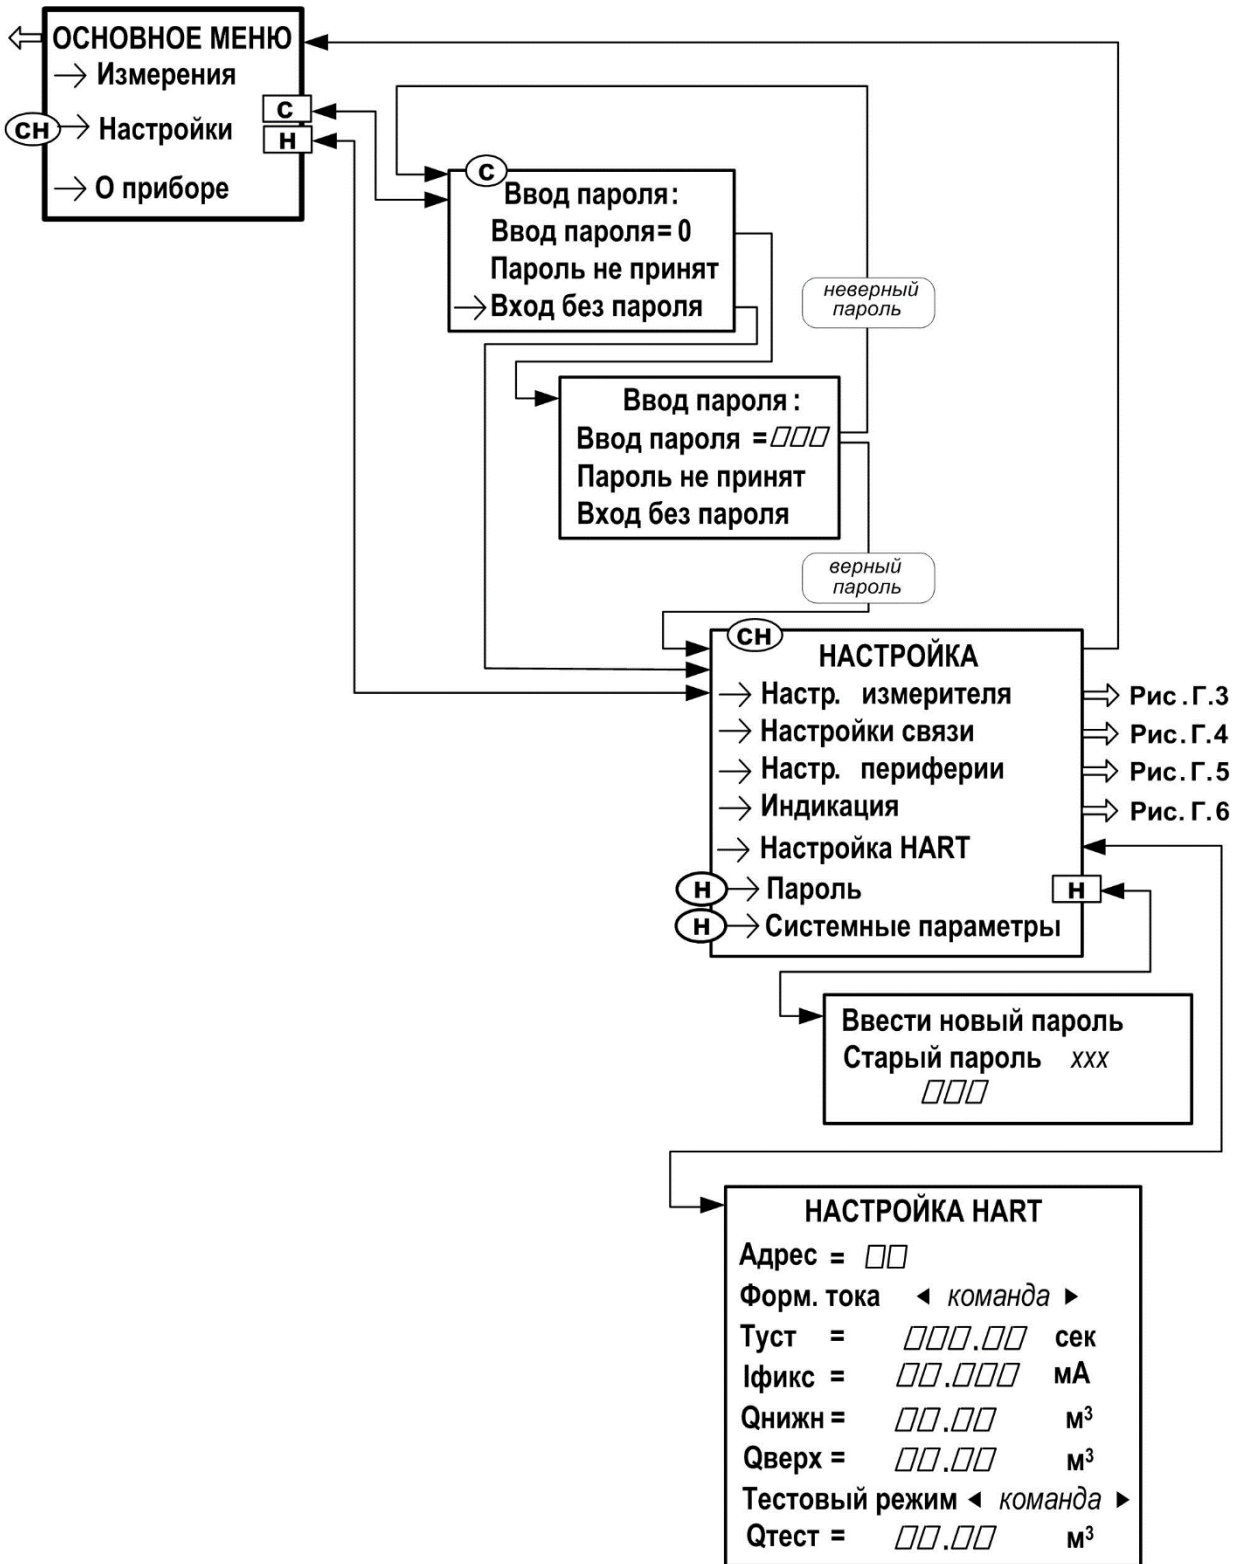 ОСНОВНОЕ МЕНЮ
Измерения
С
СН Настройки
Н
О приборе
С
Ввод пароля:
Ввод пароля= 0
Пароль не принят
Вход без пароля
неверный
пароль
Ввод пароля :
Ввод пароля =
Пароль не принят
Вход без пароля
верный
пароль
СН
НАСТРОЙКА
Настр. измерителя Рис.Г.3
Настройки связи Рис.Г.4
Настр. периферии Рис.Г.5
Индикация Рис.Г.6
Настройка HART
Н Пароль Н
Н Системные параметры
Ввести новый пароль
Старый пароль xxx
НАСТРОЙКА HART
Адрес =
Форм. тока ◄ команда ►
Туст = . сек
Iфикс = . мА
Qнижн = . м³
Qверх = . м³
Тестовый режим ◄ команда ►
Qтест = . м³